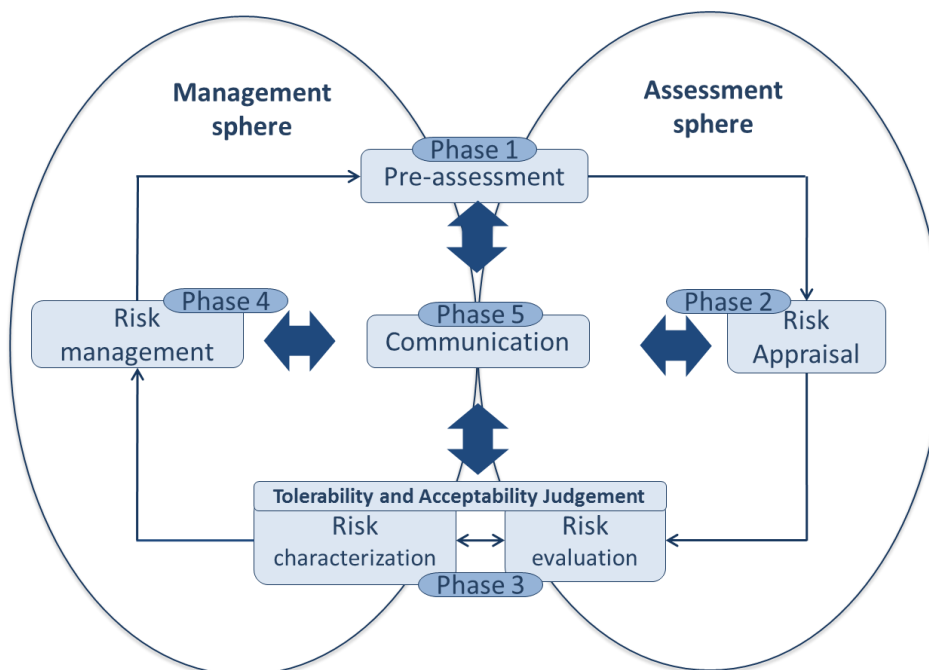 Management
sphere
Assessment
sphere
Phase 1
Pre-assessment
Phase 4
Risk
management
Phase 5
Communication
Phase 2
Risk
Appraisal
Tolerability and Acceptability Judgement
Risk
characterization
Risk
evaluation
Phase 3